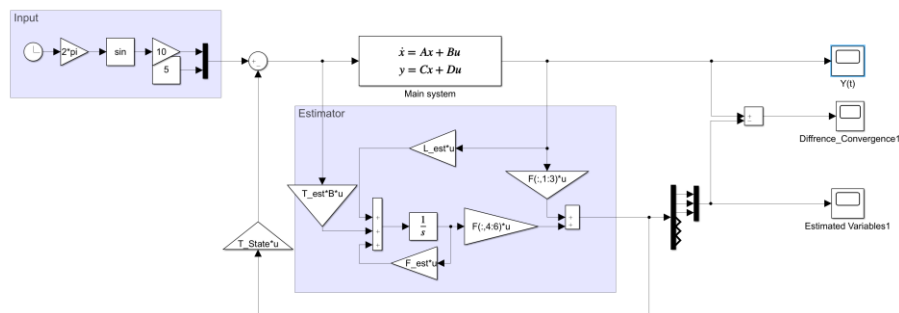 Input
2*pi
sin
10
5
+
-
ẋ = Ax + Bu
y = Cx + Du
Main system
Y(t)
+
-
Diffrence_Convergence1
Estimator
L_est*u
F(:,1:3)*u
T_est*B*u
+
+
+
1
s
F(:,4:6)*u
+
+
F_est*u
T_State*u
Estimated Variables1